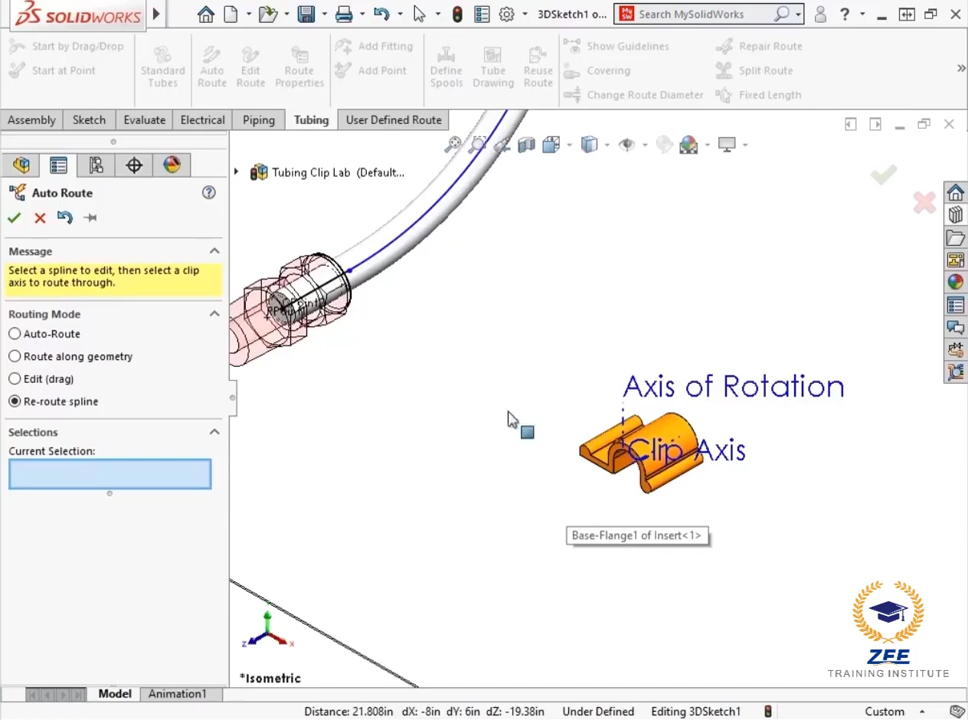 SOLIDWORKS
3DSketch1 o...
Search MySolidWorks
Start by Drag/Drop
Start at Point
Standard Tubes
Auto Route
Edit Route
Route Properties
Add Fitting
Add Point
Define Spools
Tube Drawing
Reuse Route
Show Guidelines
Covering
Change Route Diameter
Repair Route
Split Route
Fixed Length
Assembly
Sketch
Evaluate
Electrical
Piping
Tubing
User Defined Route
Tubing Clip Lab (Default...
Auto Route
Message
Select a spline to edit, then select a clip
axis to route through.
Routing Mode
Auto-Route
Route along geometry
Edit (drag)
Re-route spline
Selections
Current Selection:
Axis of Rotation
Clip Axis
Base-Flange1 of Insert<1>
Z
X
*Isometric
ZEE
TRAINING INSTITUTE
Model
Animation1
Distance: 21.808in dX: -8in dY: 6in dZ: -19.38in
Under Defined
Editing 3DSketch1
Custom